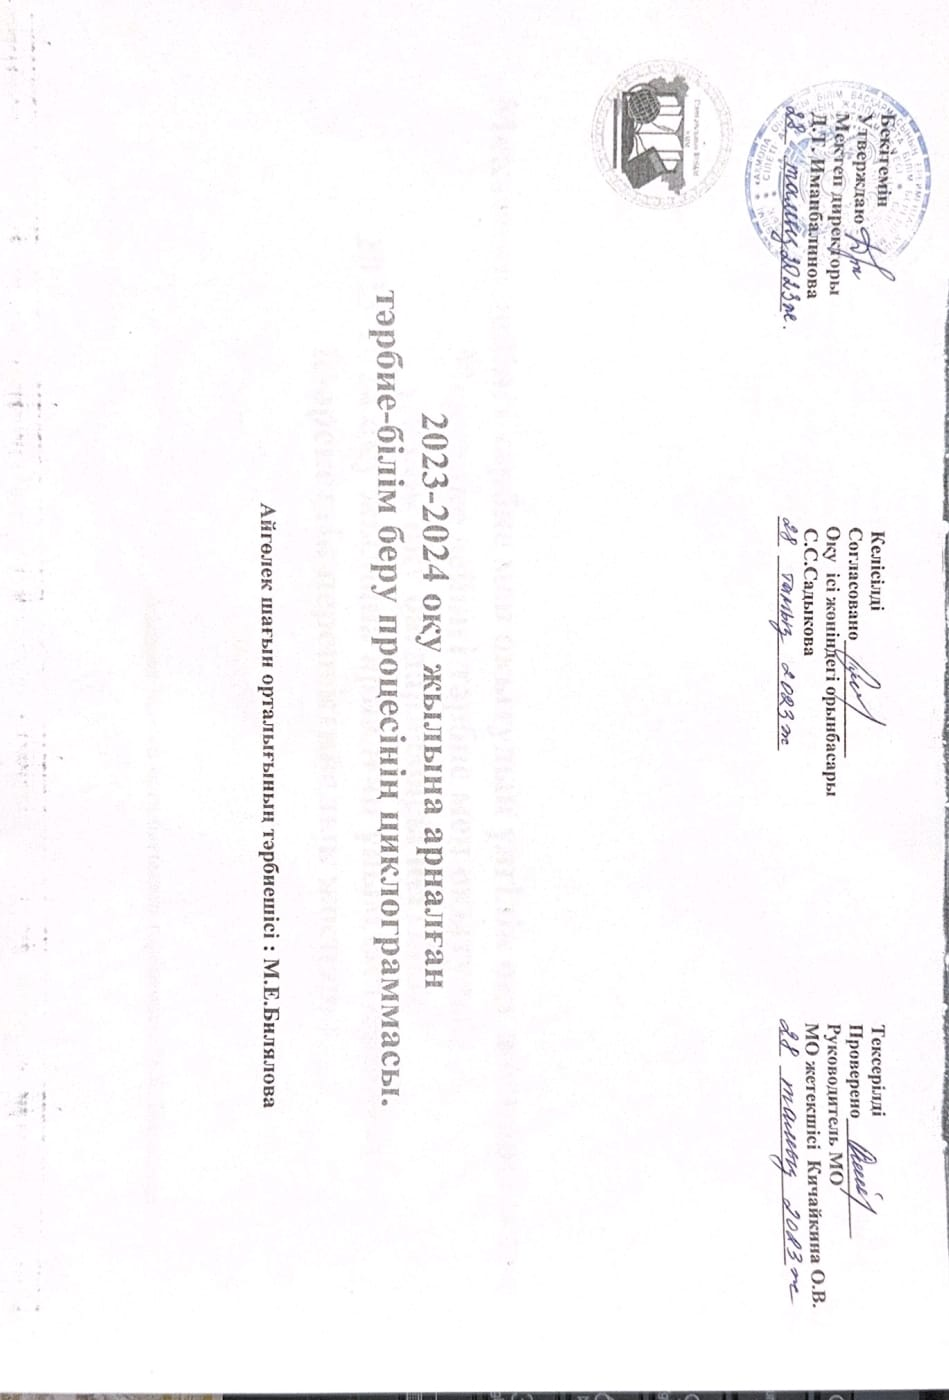 Бекітемін
Утверждаю
Мектеп директоры
Д.Т. Иманбалинова
28 тамыз 2023ж.
Келісілді
Согласовано
Оқу ісі жөніндегі орынбасары
С.С.Садыкова
28 тамыз 2023ж
Тексерілді
Проверено
Руководитель МО
МО жетекшісі Кичайкина О.В.
28 тамыз 2023ж
2023-2024 оқу жылына арналған
тәрбие-білім беру процесінің циклограммасы.
Айгөлек шағын орталығының тәрбиешісі : М.Е.Билялова